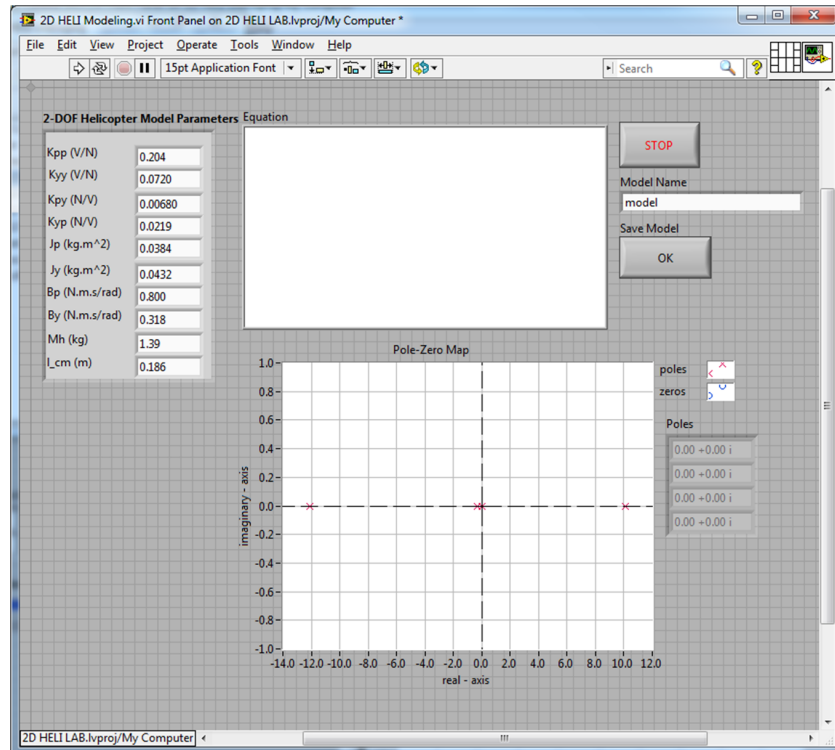 2D HELI Modeling.vi Front Panel on 2D HELI LAB.lvproj/My Computer *
File Edit View Project Operate Tools Window Help
15pt Application Font
Search
2-DOF Helicopter Model Parameters
Kpp (V/N) 0.204
Kyy (V/N) 0.0720
Kpy (N/V) 0.00680
Kyp (N/V) 0.0219
Jp (kg.m^2) 0.0384
Jy (kg.m^2) 0.0432
Bp (N.m.s/rad) 0.800
By (N.m.s/rad) 0.318
Mh (kg) 1.39
l_cm (m) 0.186
Equation
STOP
Model Name
model
Save Model
OK
Pole-Zero Map
1.0
0.8
0.6
0.4
0.2
0.0
-0.2
-0.4
-0.6
-0.8
-1.0
imaginary - axis
-14.0 -12.0 -10.0 -8.0 -6.0 -4.0 -2.0 0.0 2.0 4.0 6.0 8.0 10.0 12.0
real - axis
poles
zeros
Poles
0.00 +0.00 i
0.00 +0.00 i
0.00 +0.00 i
0.00 +0.00 i
2D HELI LAB.lvproj/My Computer